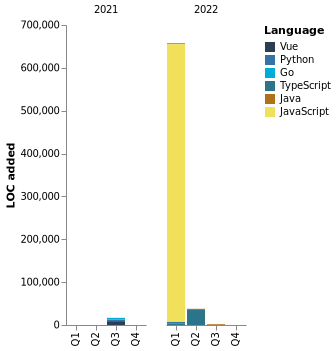 2021 2022
Language
Vue
Python
Go
TypeScript
Java
JavaScript
LOC added
700,000
600,000
500,000
400,000
300,000
200,000
100,000
0
Q1 Q2 Q3 Q4 Q1 Q2 Q3 Q4